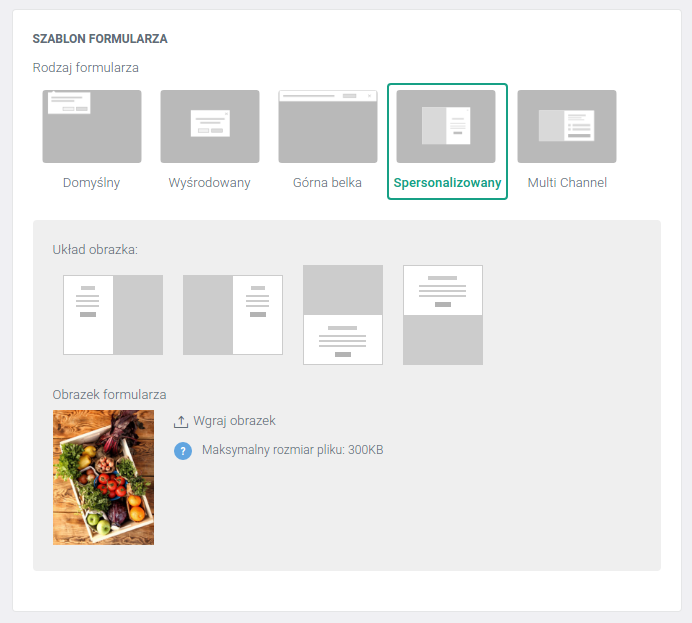 SZABLON FORMULARZA
Rodzaj formularza
Domyślny
Wyśrodowany
Górna belka
Spersonalizowany
Multi Channel
Układ obrazka:
Obrazek formularza
Wgraj obrazek
? Maksymalny rozmiar pliku: 300KB